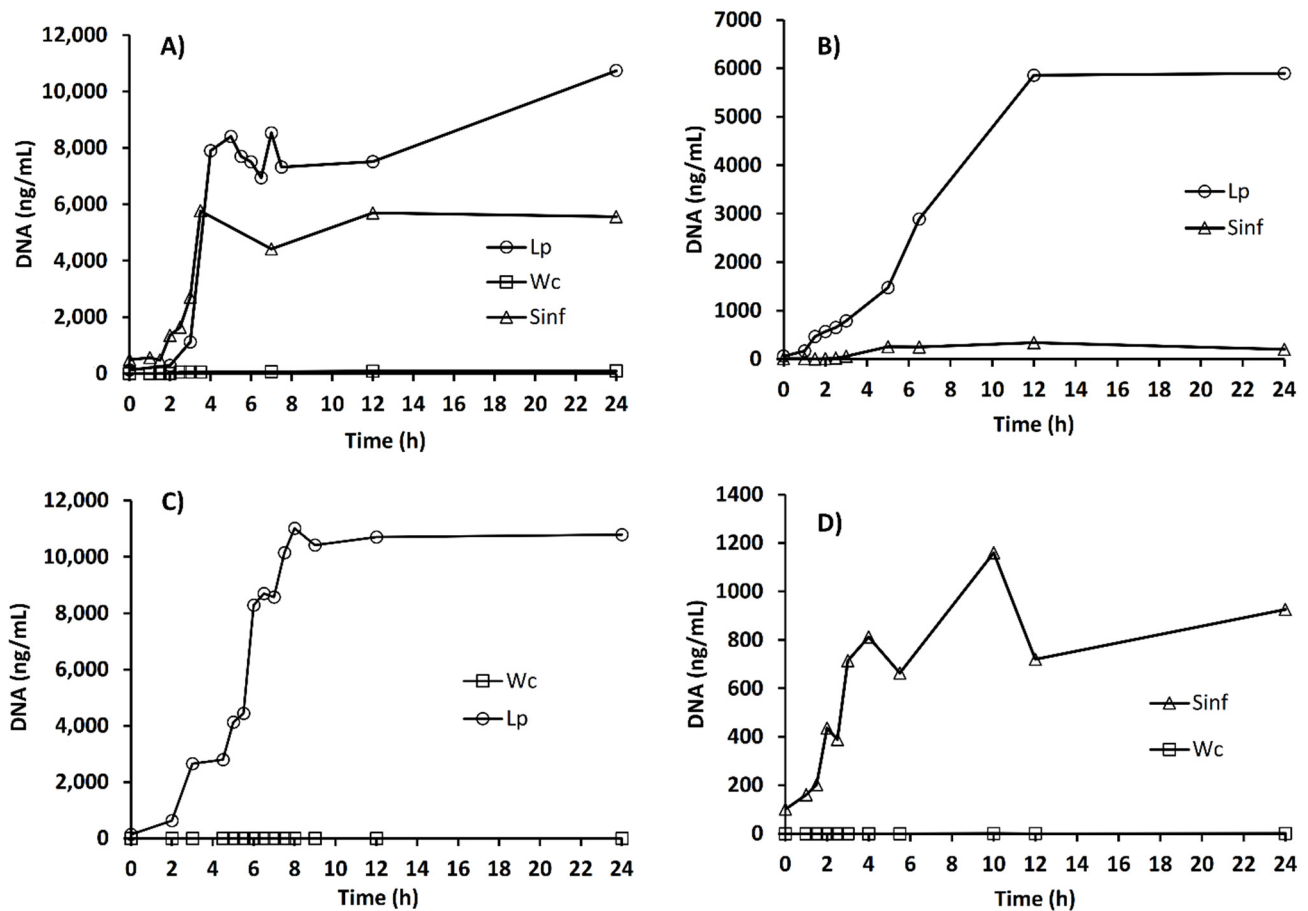 A)
DNA (ng/mL)
12,000
10,000
8,000
6,000
4,000
2,000
0
0 2 4 6 8 10 12 14 16 18 20 22 24
Time (h)
Lp
Wc
Sinf
B)
DNA (ng/mL)
7000
6000
5000
4000
3000
2000
1000
0
0 2 4 6 8 10 12 14 16 18 20 22 24
Time (h)
Lp
Sinf
C)
DNA (ng/mL)
12,000
10,000
8,000
6,000
4,000
2,000
0
0 2 4 6 8 10 12 14 16 18 20 22 24
Time (h)
Wc
Lp
D)
DNA (ng/mL)
1400
1200
1000
800
600
400
200
0
0 2 4 6 8 10 12 14 16 18 20 22 24
Time (h)
Sinf
Wc